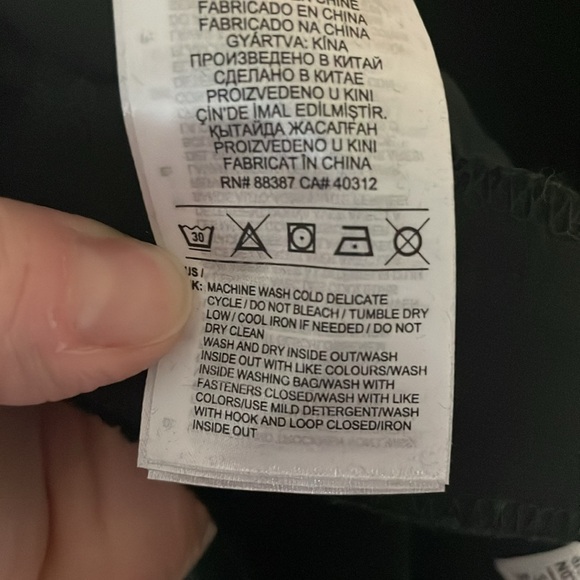 FABRICADO EN CHINA
FABRICADO NA CHINA
GYÁRTVA: KÍNA
ПРОИЗВЕДЕНО В КИТАЙ
СДЕЛАНО В КИТАЕ
PROIZVEDENO U KINI
ÇİN'DE İMAL EDİLMİŞTİR.
ҚЫТАЙДА ЖАСАЛҒАН
PROIZVEDENO U KINI
FABRICAT ÎN CHINA
RN# 88387 CA# 40312
30
US /
K: MACHINE WASH COLD DELICATE
CYCLE / DO NOT BLEACH / TUMBLE DRY
LOW / COOL IRON IF NEEDED / DO NOT
DRY CLEAN
WASH AND DRY INSIDE OUT/WASH
INSIDE OUT WITH LIKE COLOURS/WASH
INSIDE WASHING BAG/WASH WITH
FASTENERS CLOSED/WASH WITH LIKE
COLORS/USE MILD DETERGENT/WASH
WITH HOOK AND LOOP CLOSED/IRON
INSIDE OUT